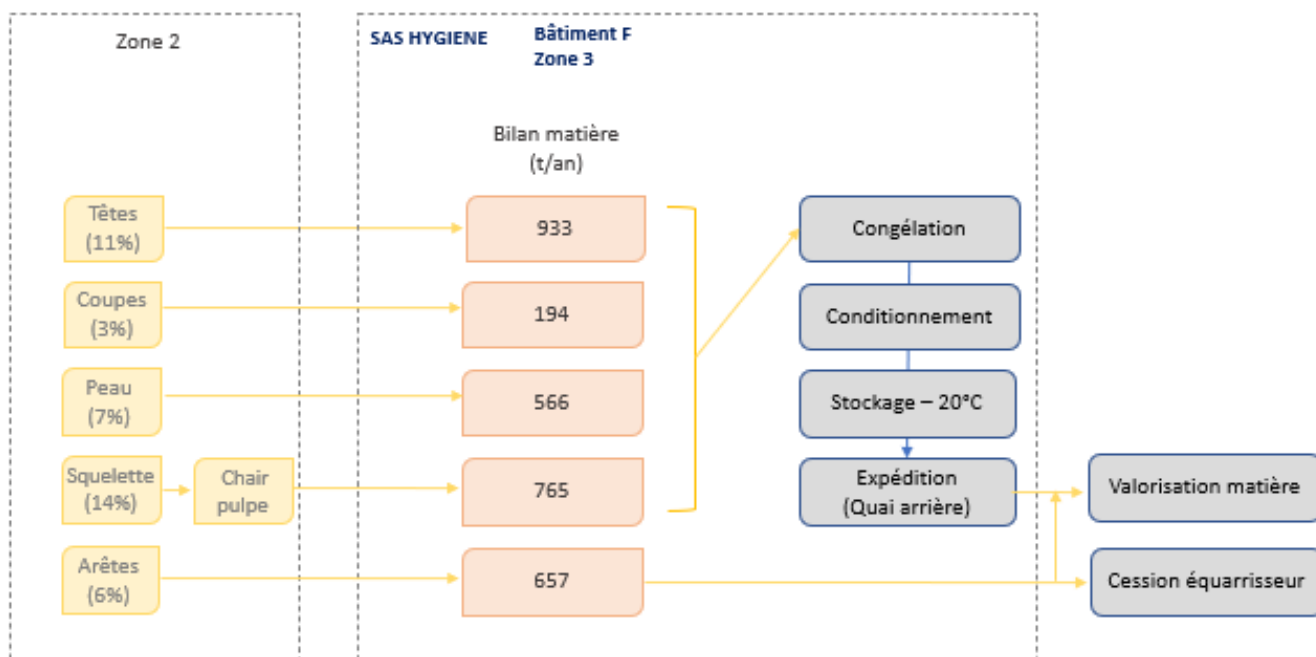 Zone 2
SAS HYGIENE
Bâtiment F
Zone 3
Bilan matière
(t/an)
Têtes
(11%)
933
Congélation
Coupes
(3%)
194
Conditionnement
Peau
(7%)
566
Stockage – 20°C
Squelette
(14%)
Chair
pulpe
765
Expédition
(Quai arrière)
Valorisation matière
Arêtes
(6%)
657
Cession équarrisseur